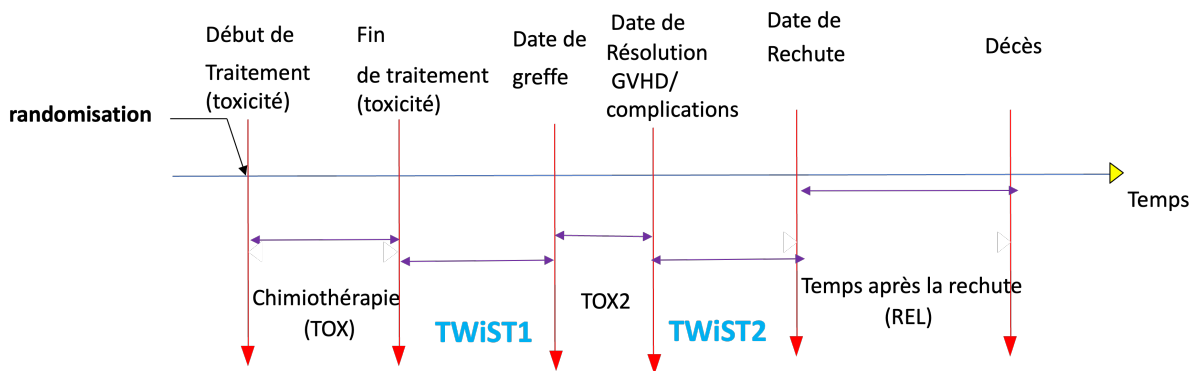 Début de
Traitement
(toxicité)
Fin
de traitement
(toxicité)
Date de
greffe
Date de
Résolution
GVHD/
complications
Date de
Rechute
Décès
randomisation
Temps
Chimiothérapie
(TOX)
TWiST1
TOX2
TWiST2
Temps après la rechute
(REL)